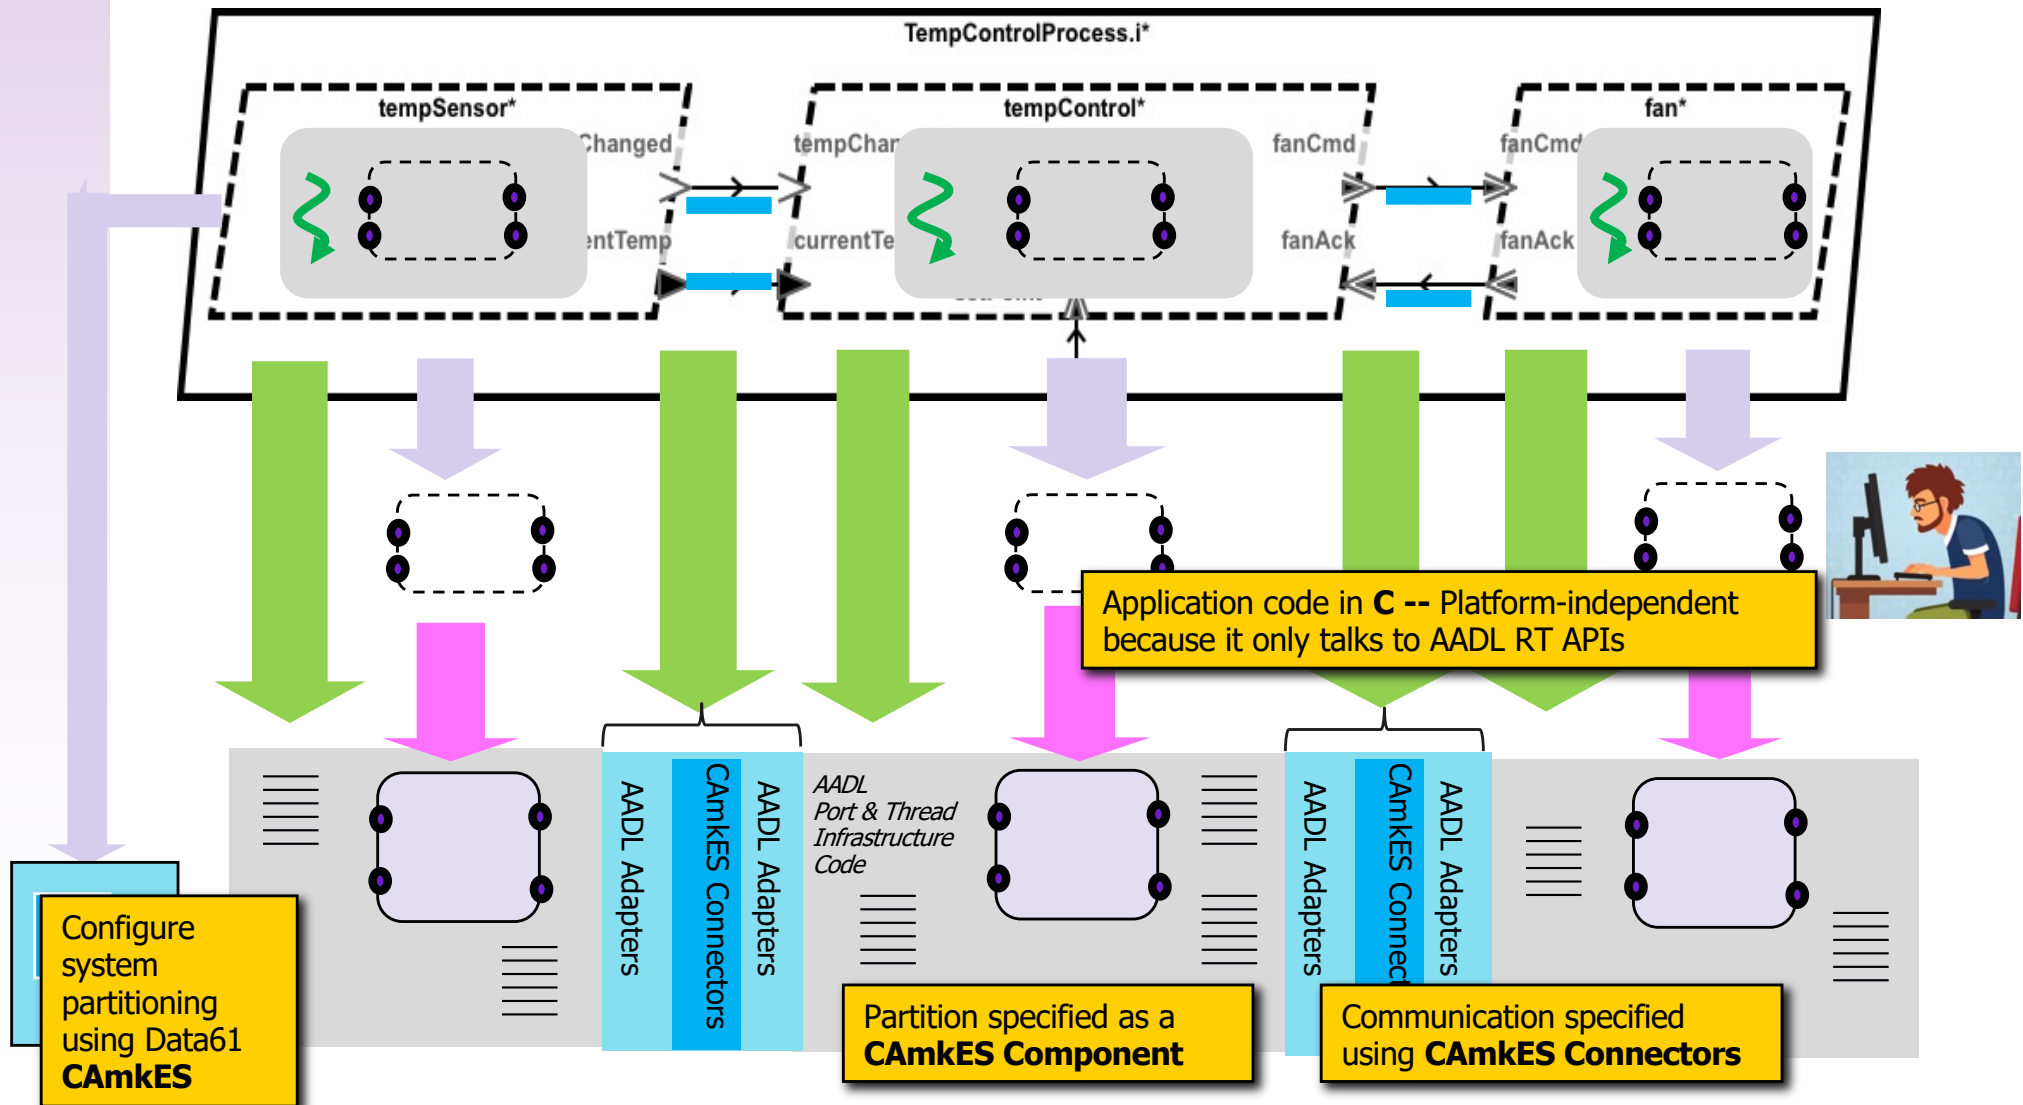 TempControlProcess.i*
tempSensor*
tempControl*
fan*
Changed
tempChan
fanCmd
fanCmd
entTemp
currentTe
fanAck
fanAck
Application code in C -- Platform-independent
because it only talks to AADL RT APIs
AADL Adapters
CAmkES Connectors
AADL Adapters
AADL
Port & Thread
Infrastructure
Code
AADL Adapters
CAmkES Connect
AADL Adapters
Configure
system
partitioning
using Data61
CAmkES
Partition specified as a
CAmkES Component
Communication specified
using CAmkES Connectors